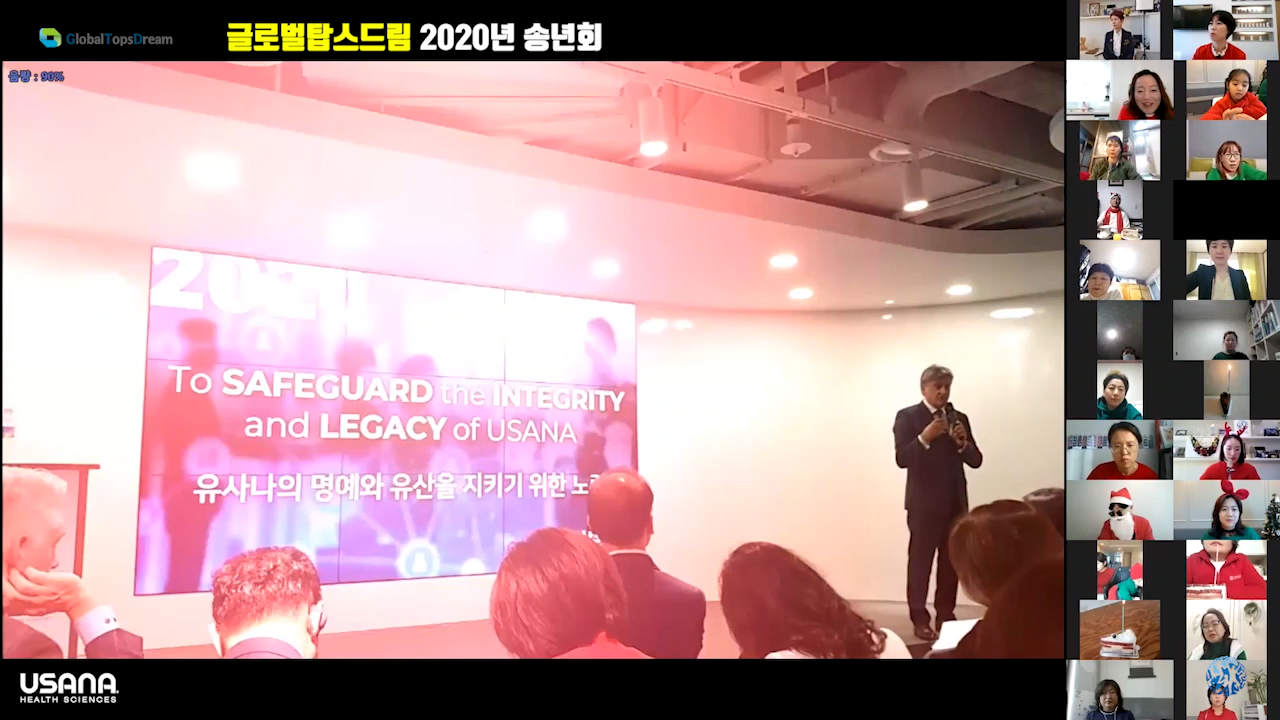 GlobalTopsDream
글로벌탑스드림 2020년 송년회
음량 : 90%
2020
To SAFEGUARD the INTEGRITY
and LEGACY of USANA
유사나의 명예와 유산을 지키기 위한
USANA
HEALTH SCIENCES